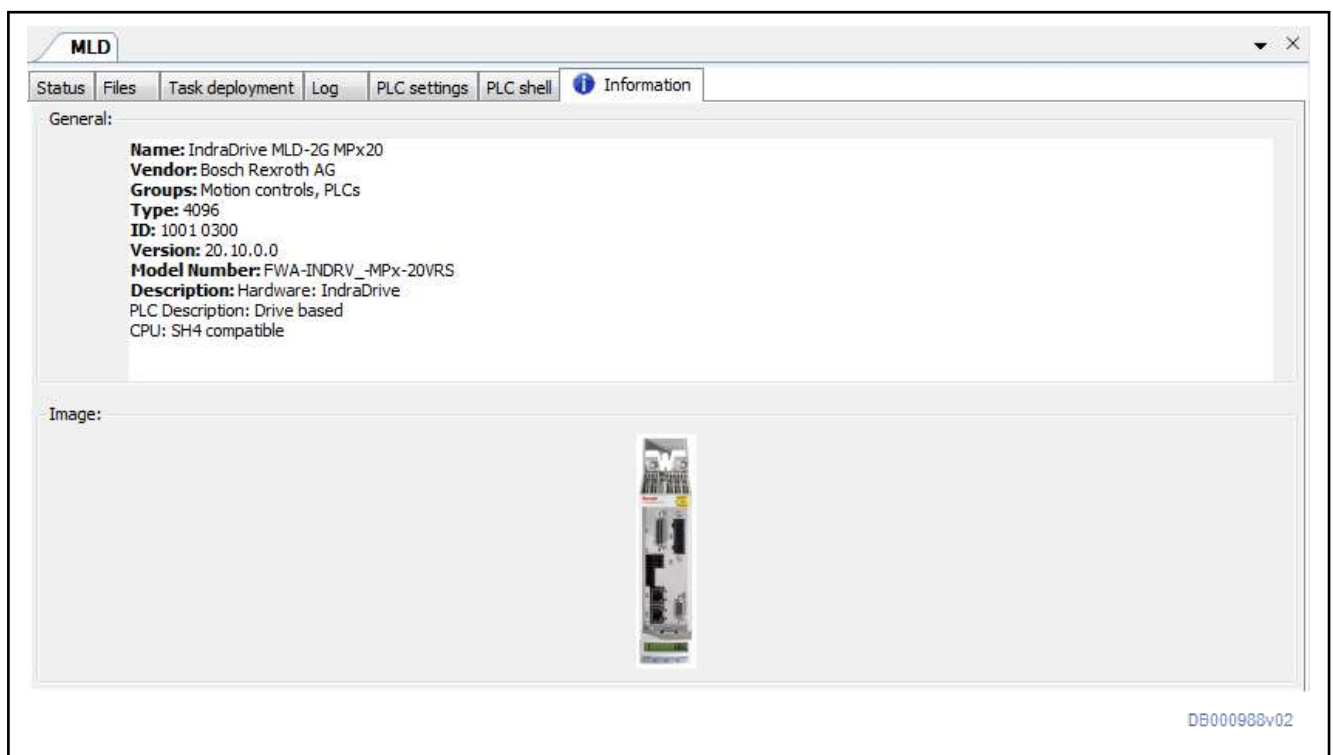 MLD
Status Files Task deployment Log PLC settings PLC shell Information
General:
Name: IndraDrive MLD-2G MPx20
Vendor: Bosch Rexroth AG
Groups: Motion controls, PLCs
Type: 4096
ID: 1001 0300
Version: 20.10.0.0
Model Number: FWA-INDRV_-MPx-20VRS
Description: Hardware: IndraDrive
PLC Description: Drive based
CPU: SH4 compatible
Image:
DB000988v02